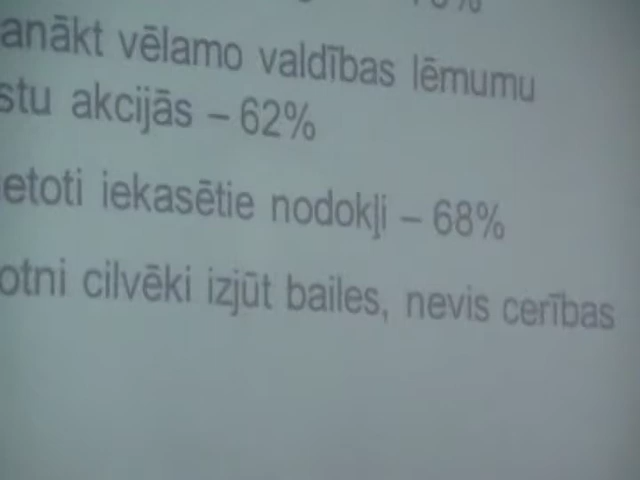 anākt vēlamo valdības lēmumu
stu akcijās – 62%
etoti iekasētie nodokļi – 68%
otni cilvēki izjūt bailes, nevis cerības